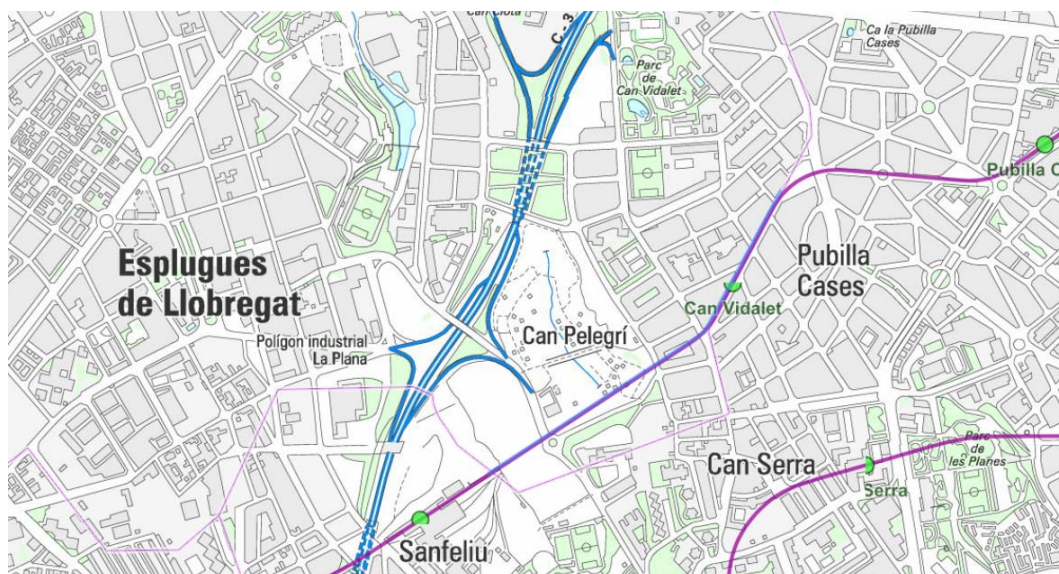 Can Clota
C - 3
Ca la Pubilla
Cases
Parc
de
Can Vidalet
Pubilla C
Esplugues
de Llobregat
Pubilla
Cases
Can Vidalet
Can Pelegrí
Polígon industrial
La Plana
Parc
de
les Planes
Can Serra
Serra
Sanfeliu